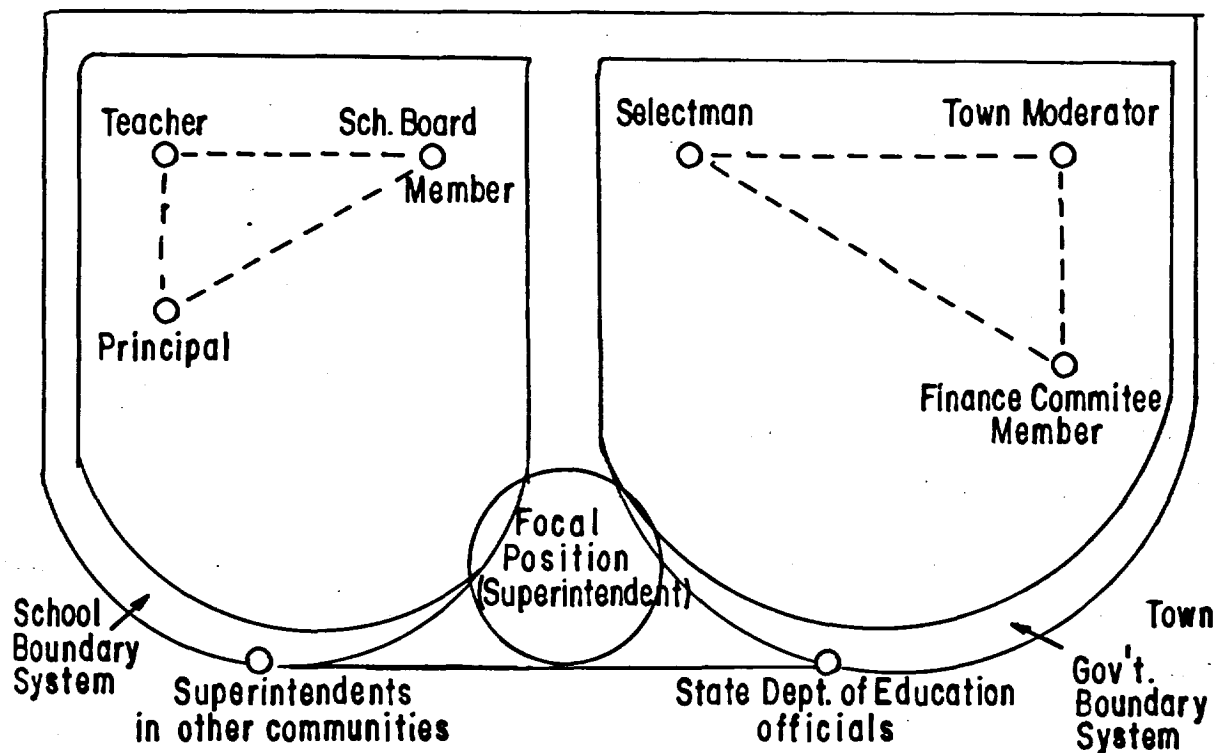 Teacher
Sch. Board
Member
Principal
Selectman
Town Moderator
Finance Commitee
Member
Focal
Position
(Superintendent)
School
Boundary
System
Superintendents
in other communities
State Dept. of Education
officials
Town
Gov't.
Boundary
System